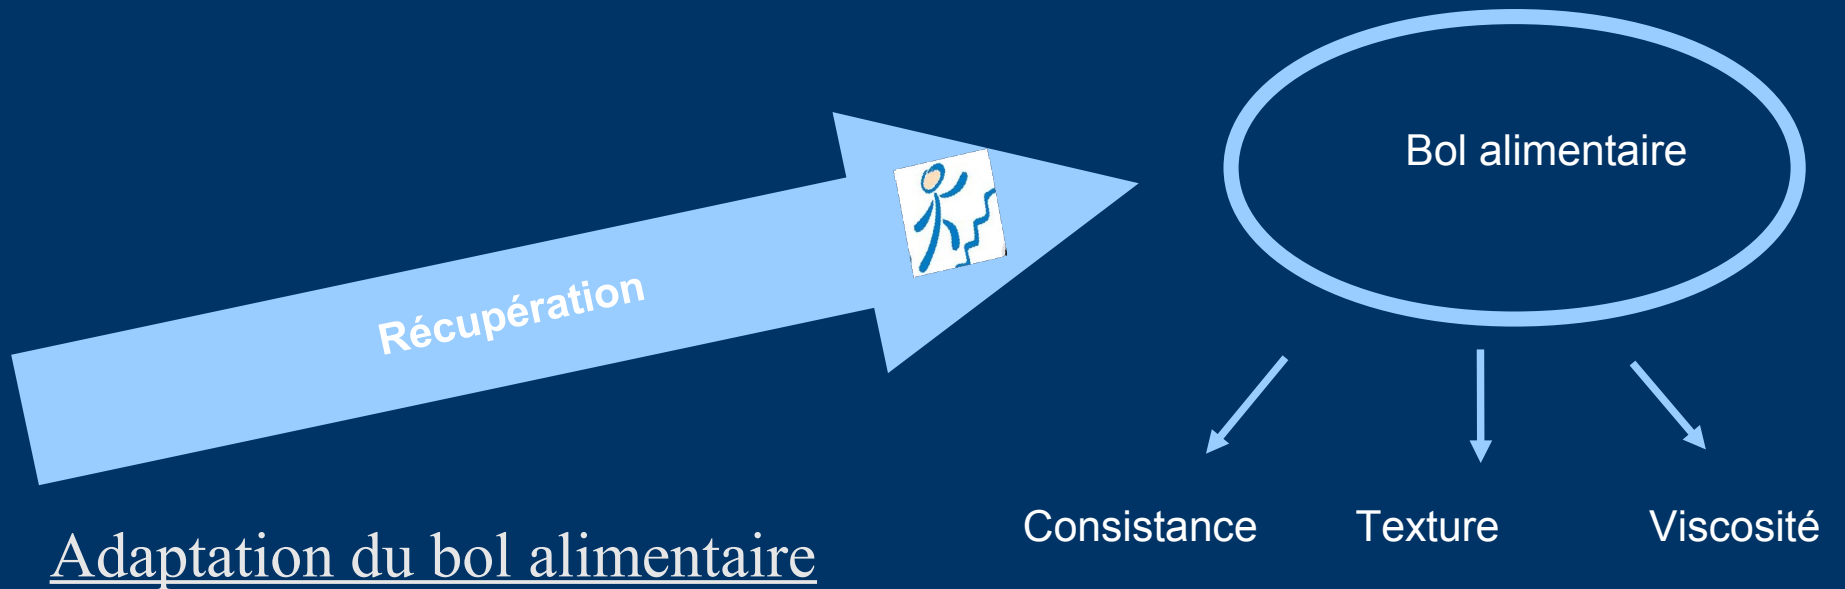 Bol alimentaire
Récupération
Consistance
Texture
Viscosité
Adaptation du bol alimentaire